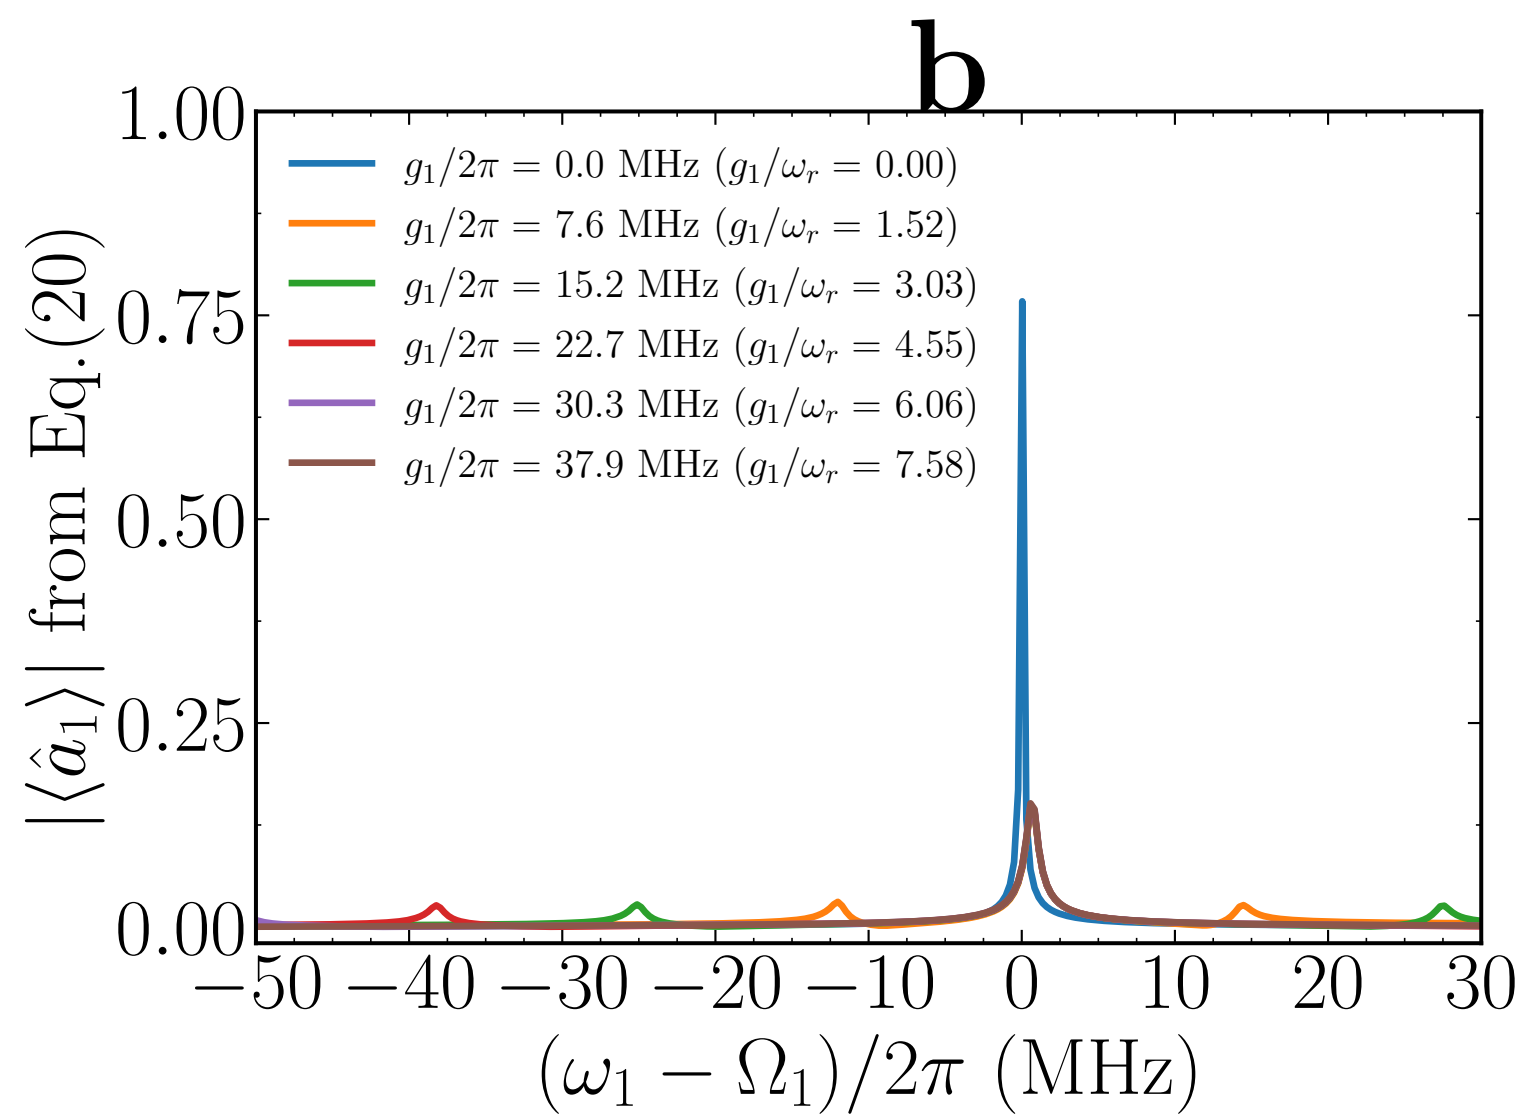 b
1.00
0.75
0.50
0.25
0.00
|⟨â₁⟩| from Eq.(20)
g₁/2π = 0.0 MHz (g₁/ωᵣ = 0.00)
g₁/2π = 7.6 MHz (g₁/ωᵣ = 1.52)
g₁/2π = 15.2 MHz (g₁/ωᵣ = 3.03)
g₁/2π = 22.7 MHz (g₁/ωᵣ = 4.55)
g₁/2π = 30.3 MHz (g₁/ωᵣ = 6.06)
g₁/2π = 37.9 MHz (g₁/ωᵣ = 7.58)
−50 −40 −30 −20 −10 0 10 20 30
(ω₁ − Ω₁)/2π (MHz)